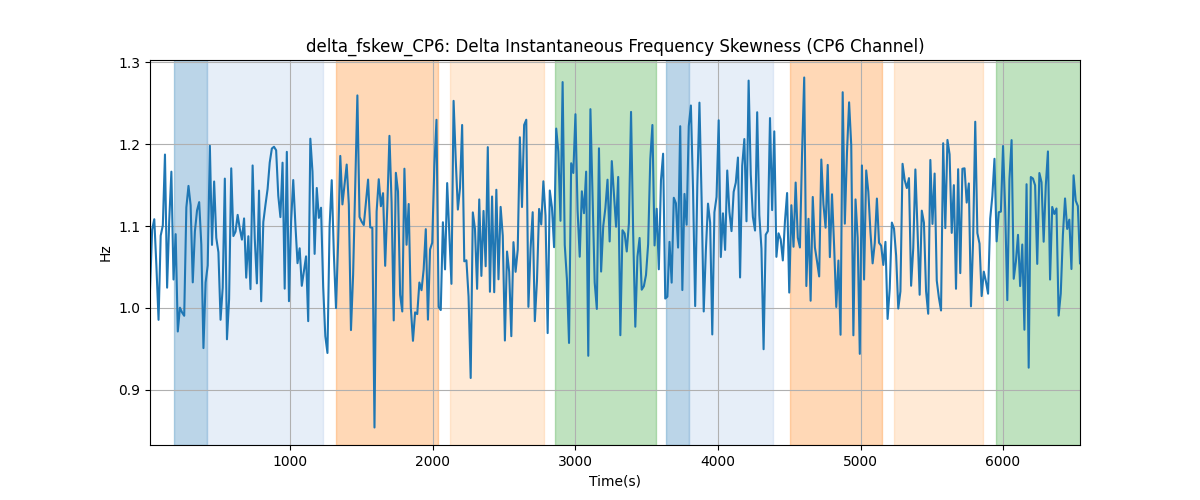 delta_fskew_CP6: Delta Instantaneous Frequency Skewness (CP6 Channel)
1.3
1.2
1.1
1.0
0.9
Hz
1000 2000 3000 4000 5000 6000
Time(s)